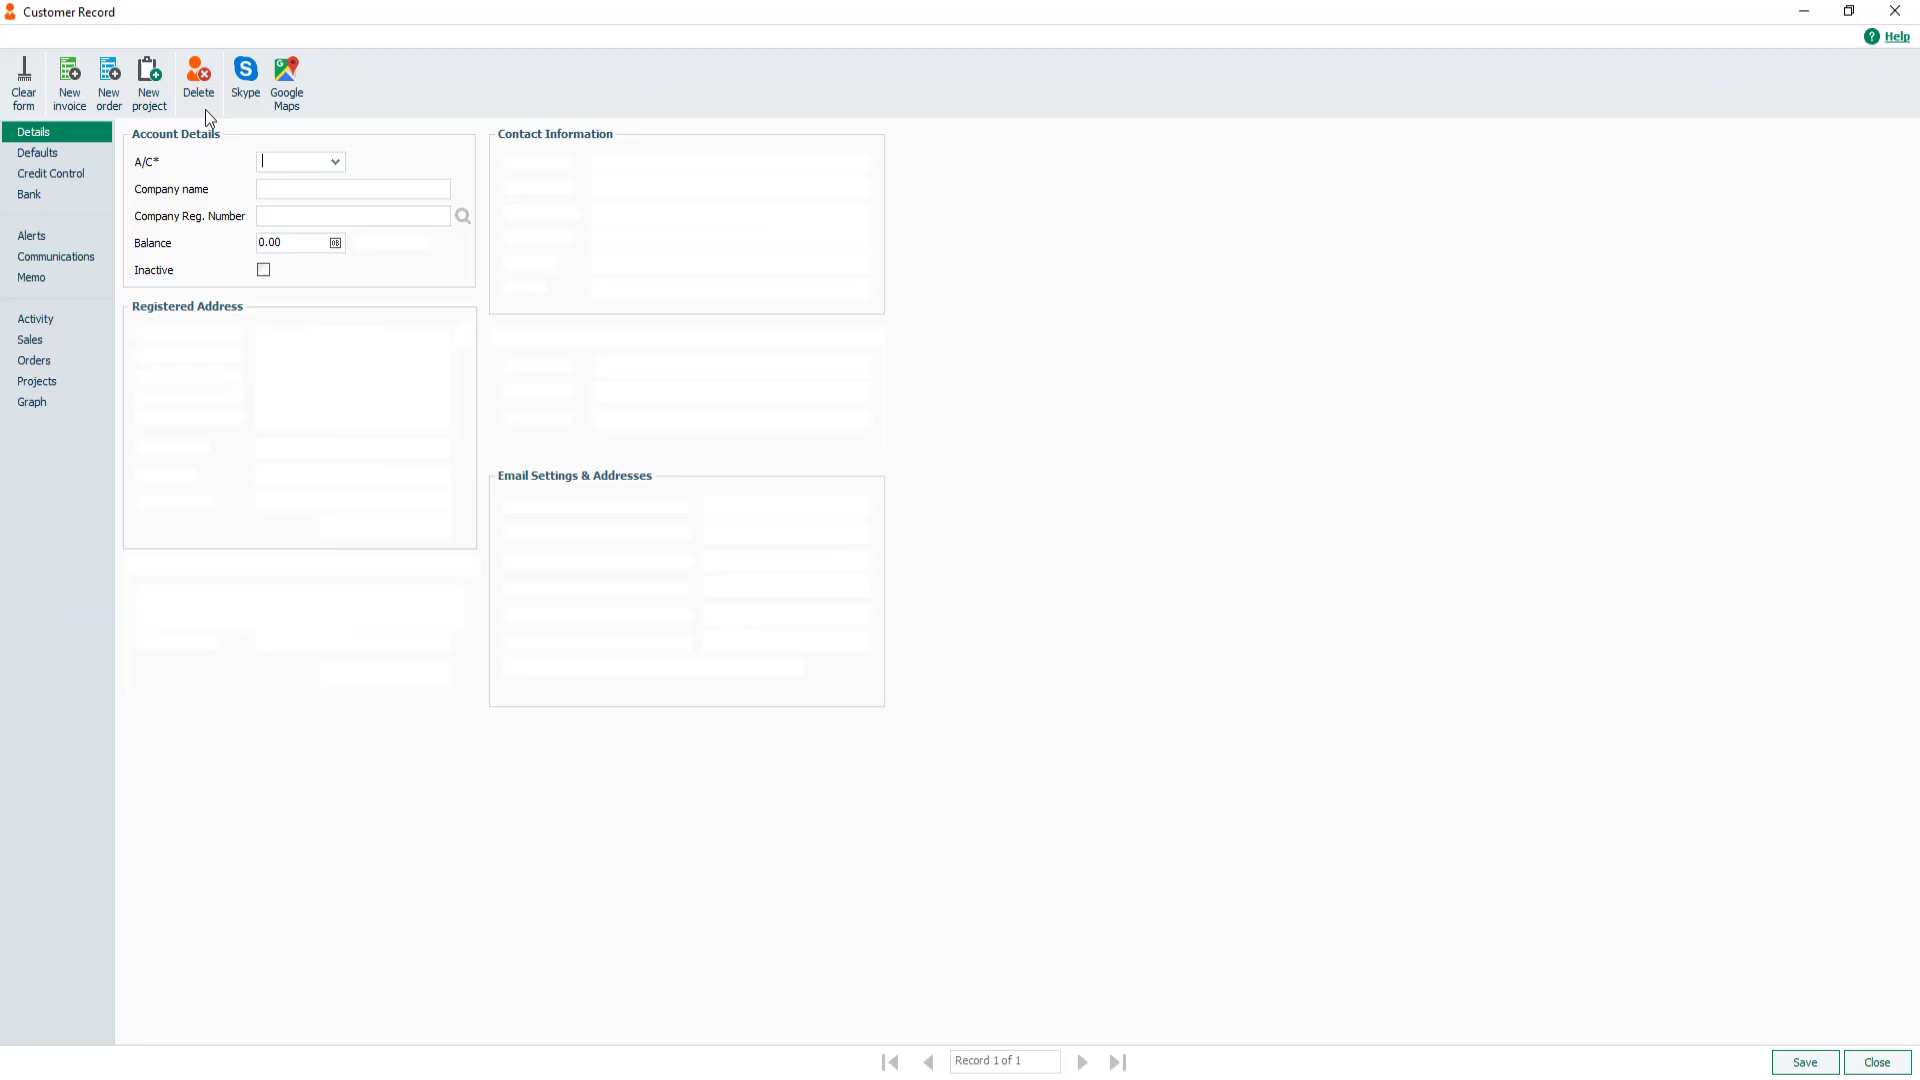 Customer Record
Help
Clear form
New invoice
New order
New project
Delete
Skype
Google Maps
Details
Defaults
Credit Control
Bank
Alerts
Communications
Memo
Activity
Sales
Orders
Projects
Graph
Account Details
A/C*
Company name
Company Reg. Number
Balance 0.00
Inactive
Registered Address
Contact Information
Email Settings & Addresses
Record 1 of 1
Save
Close